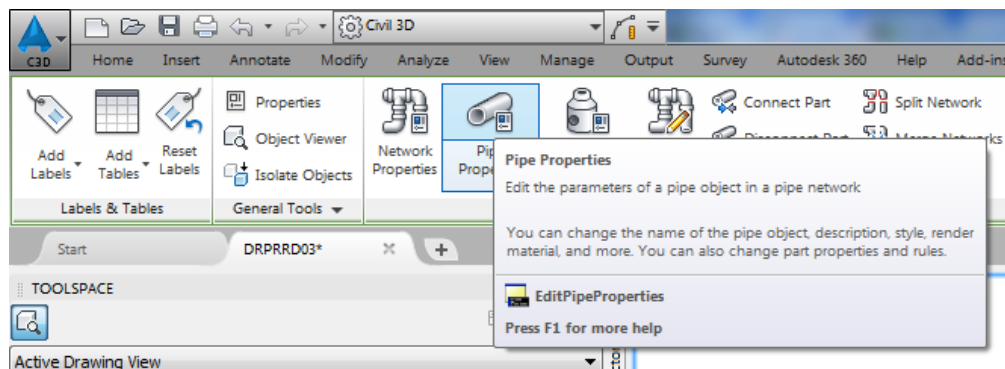 Civil 3D
C3D Home Insert Annotate Modify Analyze View Manage Output Survey Autodesk 360 Help Add-ins
Add Labels
Add Tables
Reset Labels
Labels & Tables
Properties
Object Viewer
Isolate Objects
General Tools
Network Properties
Connect Part
Split Network
Pipe Properties
Edit the parameters of a pipe object in a pipe network
You can change the name of the pipe object, description, style, render
material, and more. You can also change part properties and rules.
EditPipeProperties
Press F1 for more help
Start
DRPRRD03*
TOOLSPACE
Active Drawing View